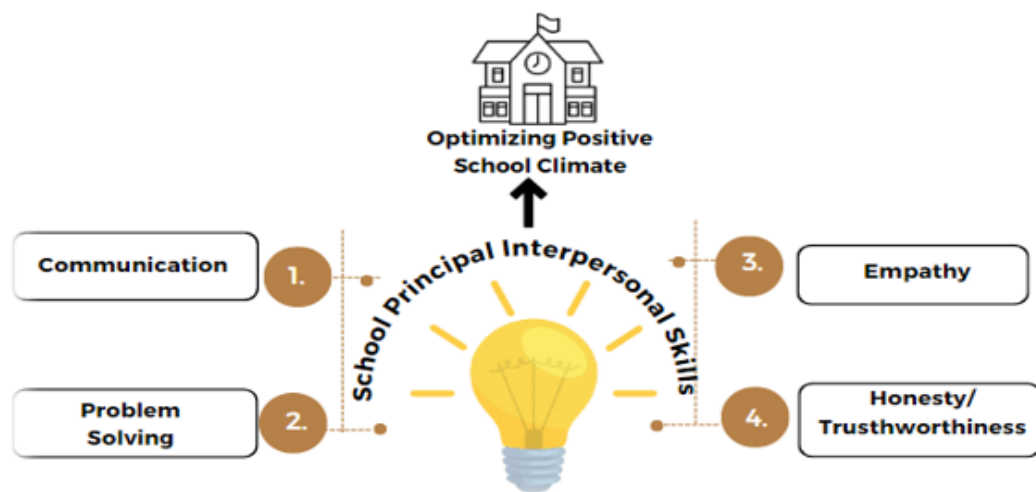 Optimizing Positive
School Climate
School Principal Interpersonal Skills
Communication
1.
Problem
Solving
2.
3.
Empathy
4.
Honesty/
Trusthworthiness